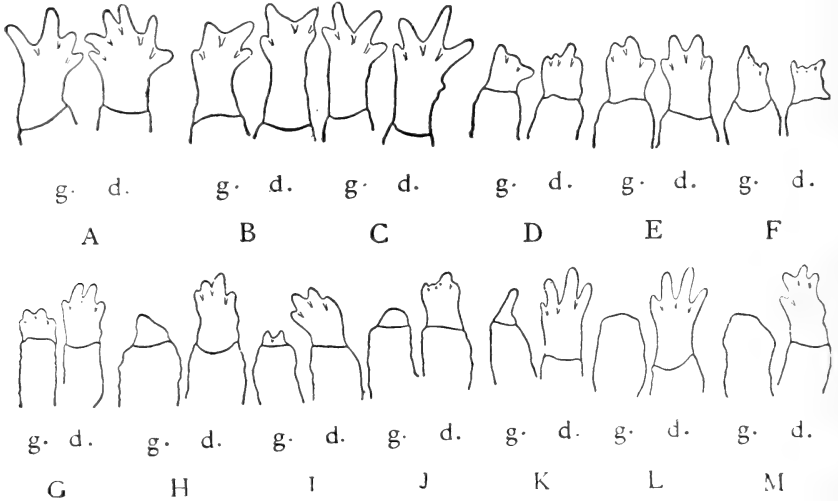 g. d. g. d. g. d. g. d. g. d. g. d.
A B C D E F
g. d. g. d. g. d. g. d. g. d. g. d. g. d.
G H I J K L M